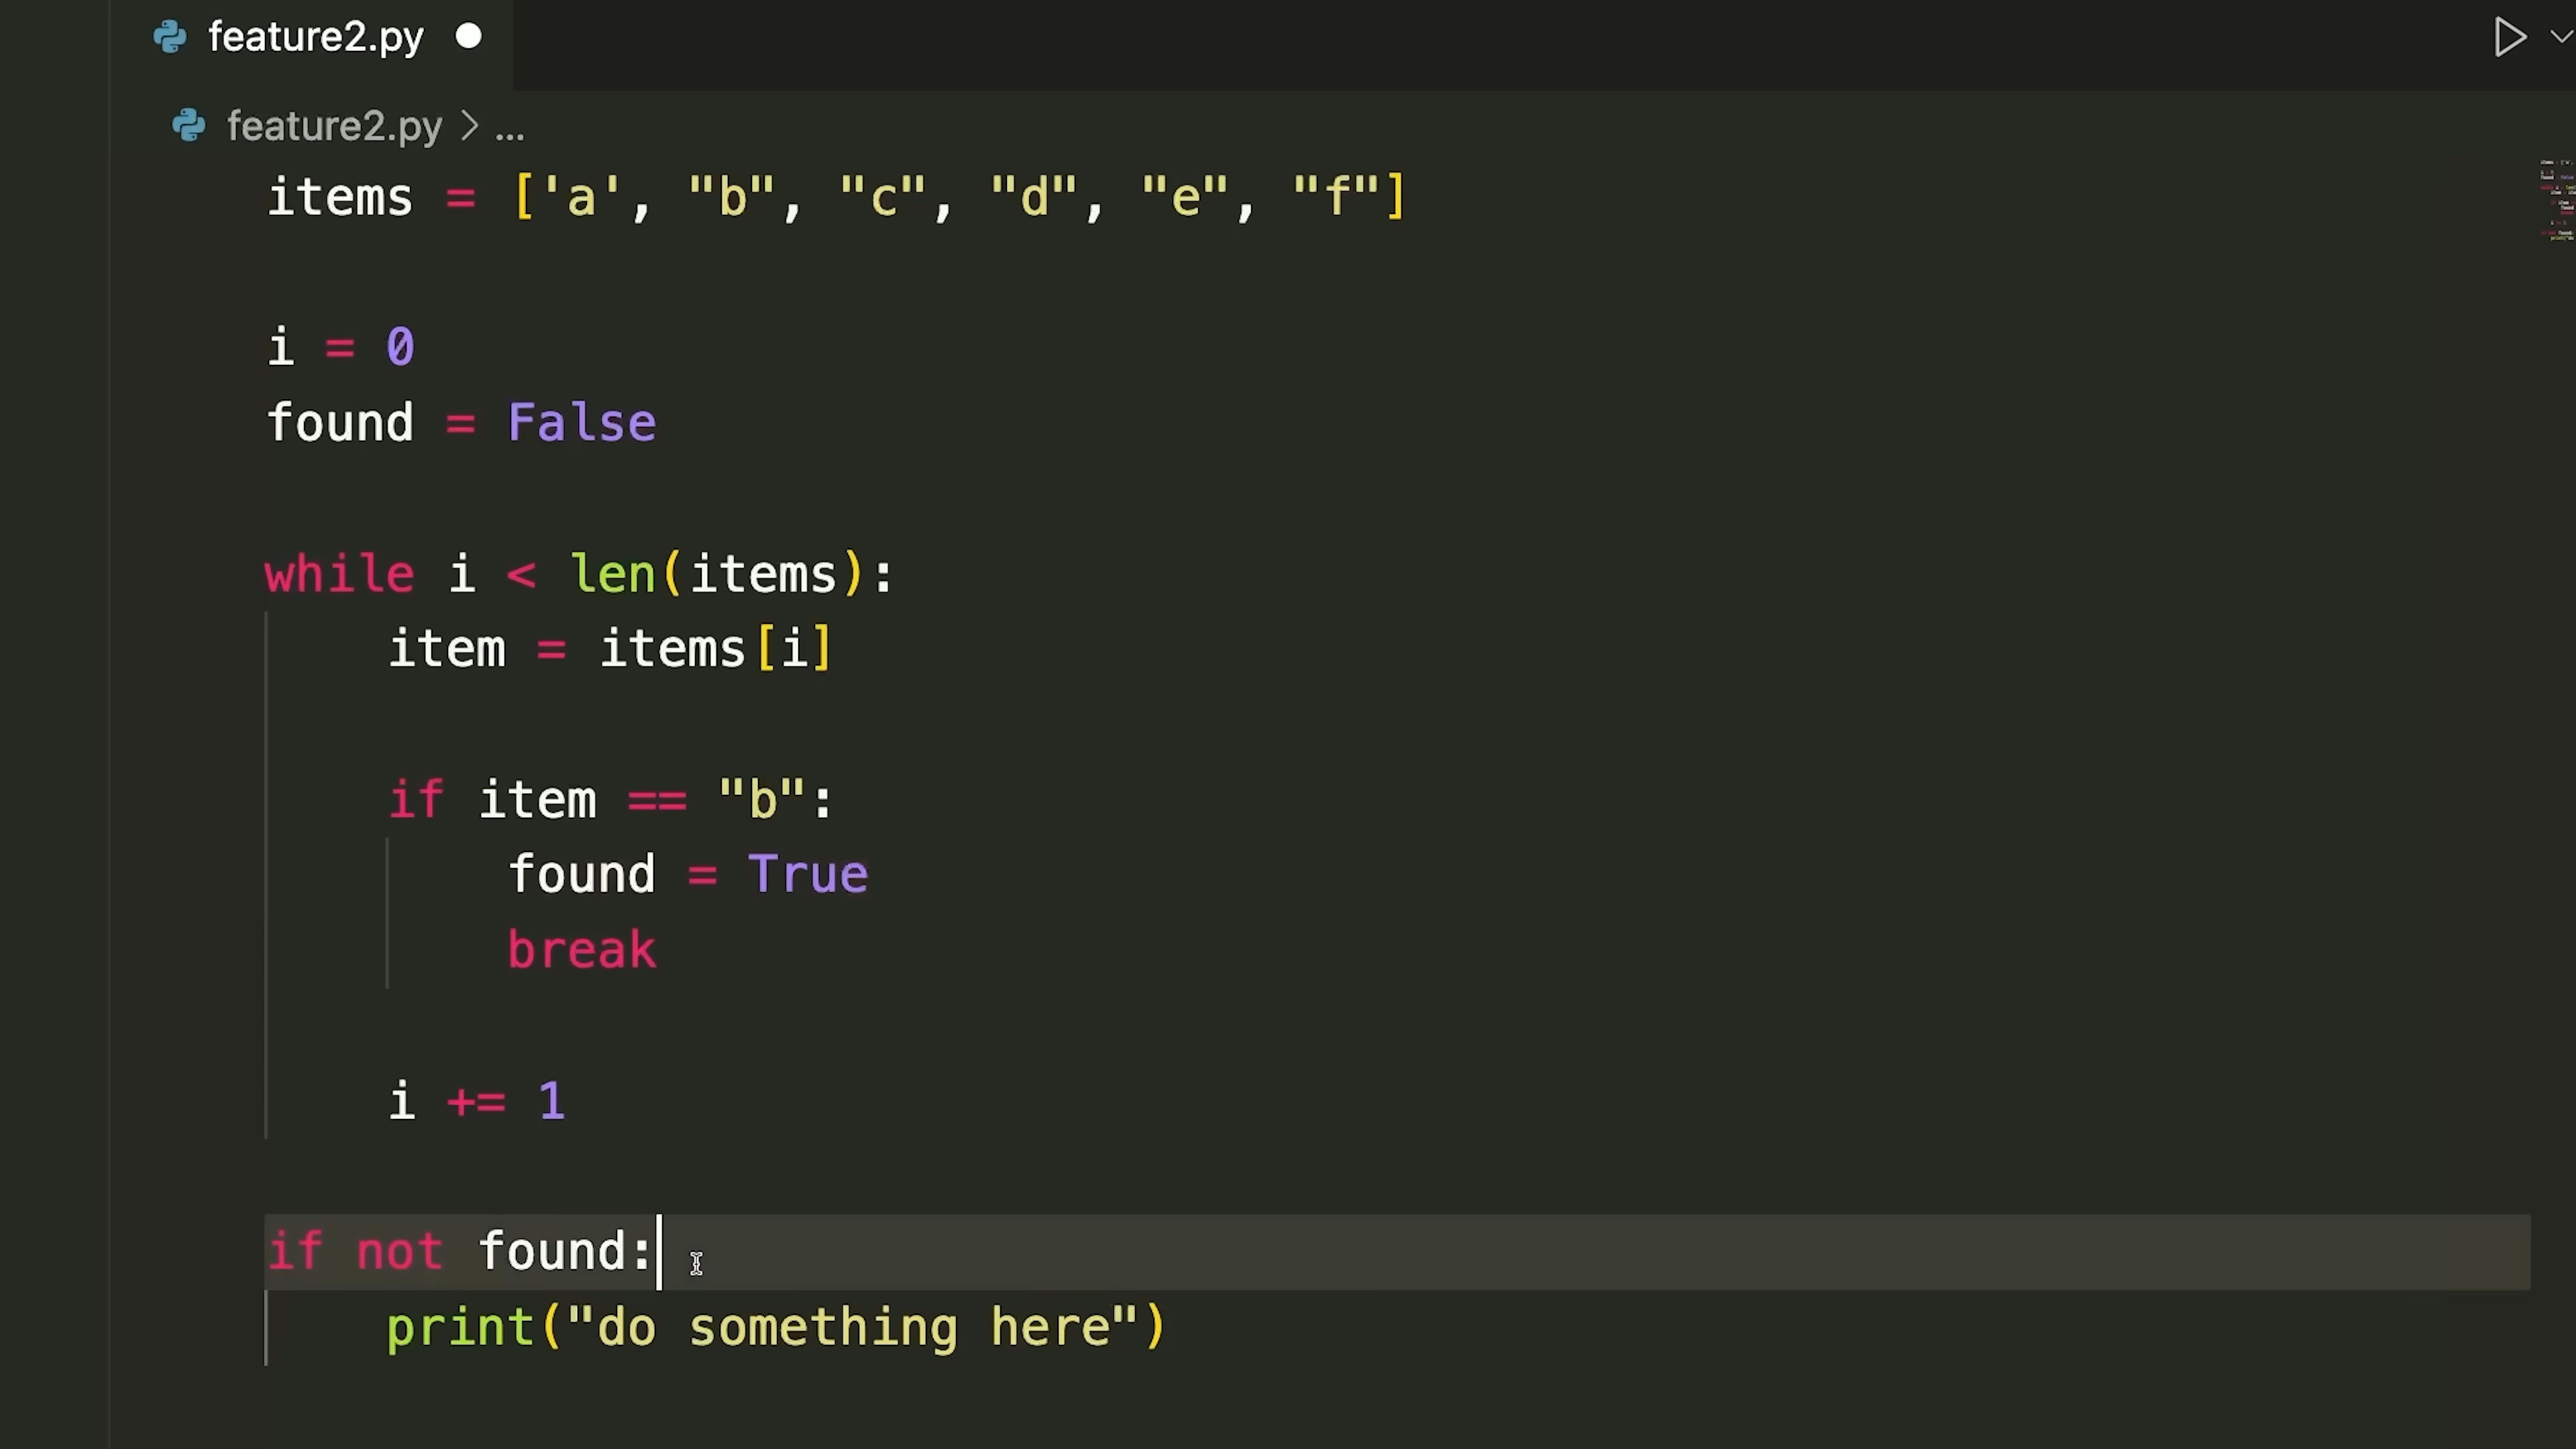 feature2.py
feature2.py > ...
items = ['a', "b", "c", "d", "e", "f"]
i = 0
found = False
while i < len(items):
    item = items[i]
    if item == "b":
        found = True
        break
    i += 1
if not found:
    print("do something here")